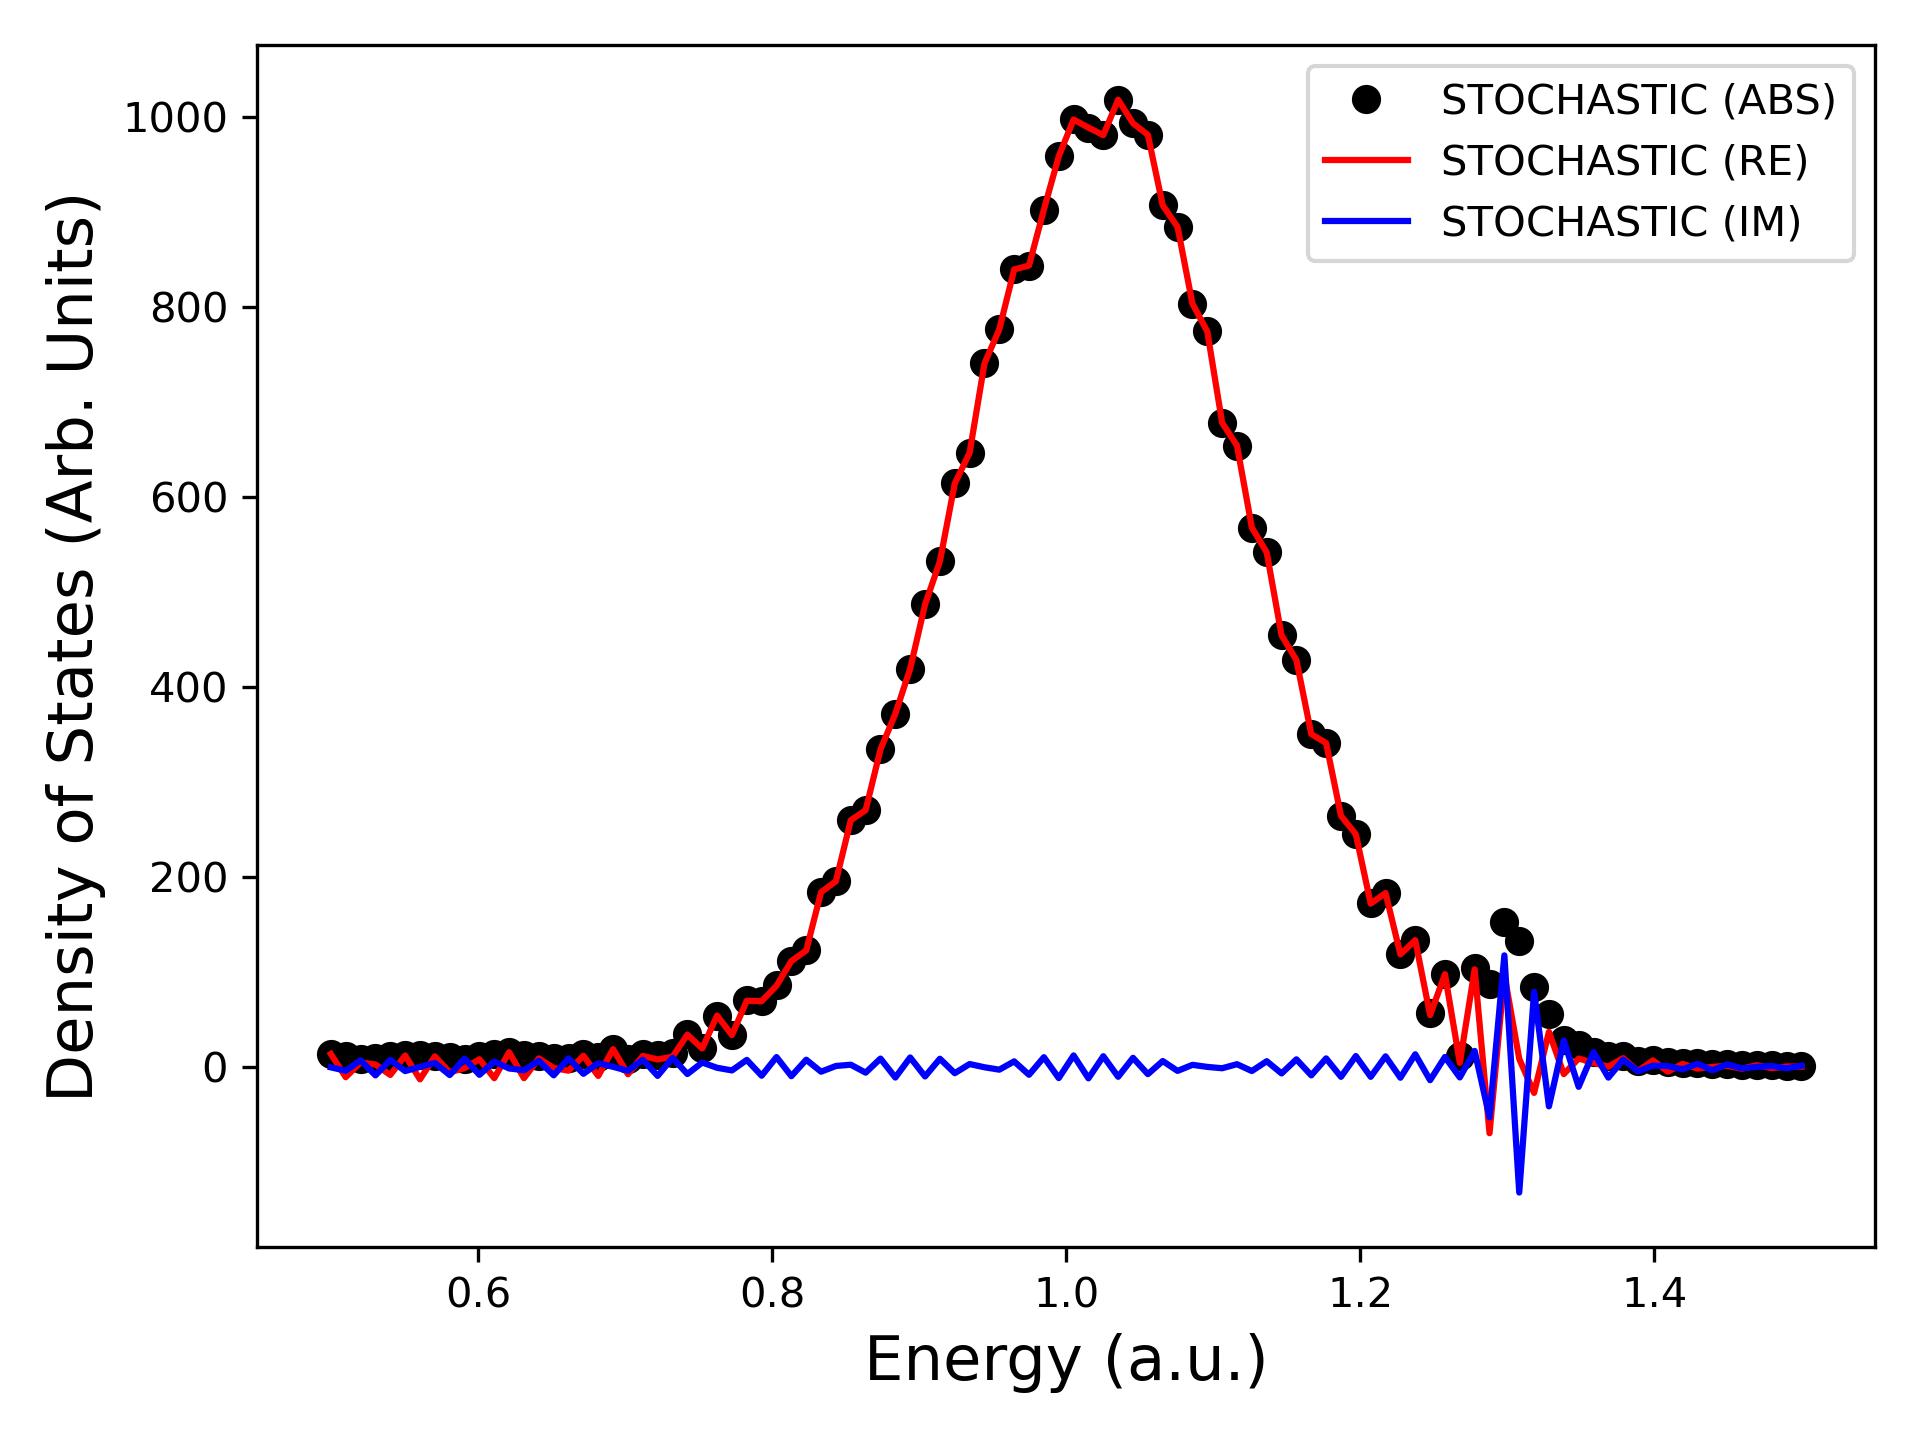 Density of States (Arb. Units)
1000
800
600
400
200
0
STOCHASTIC (ABS)
STOCHASTIC (RE)
STOCHASTIC (IM)
0.6
0.8
1.0
1.2
1.4
Energy (a.u.)